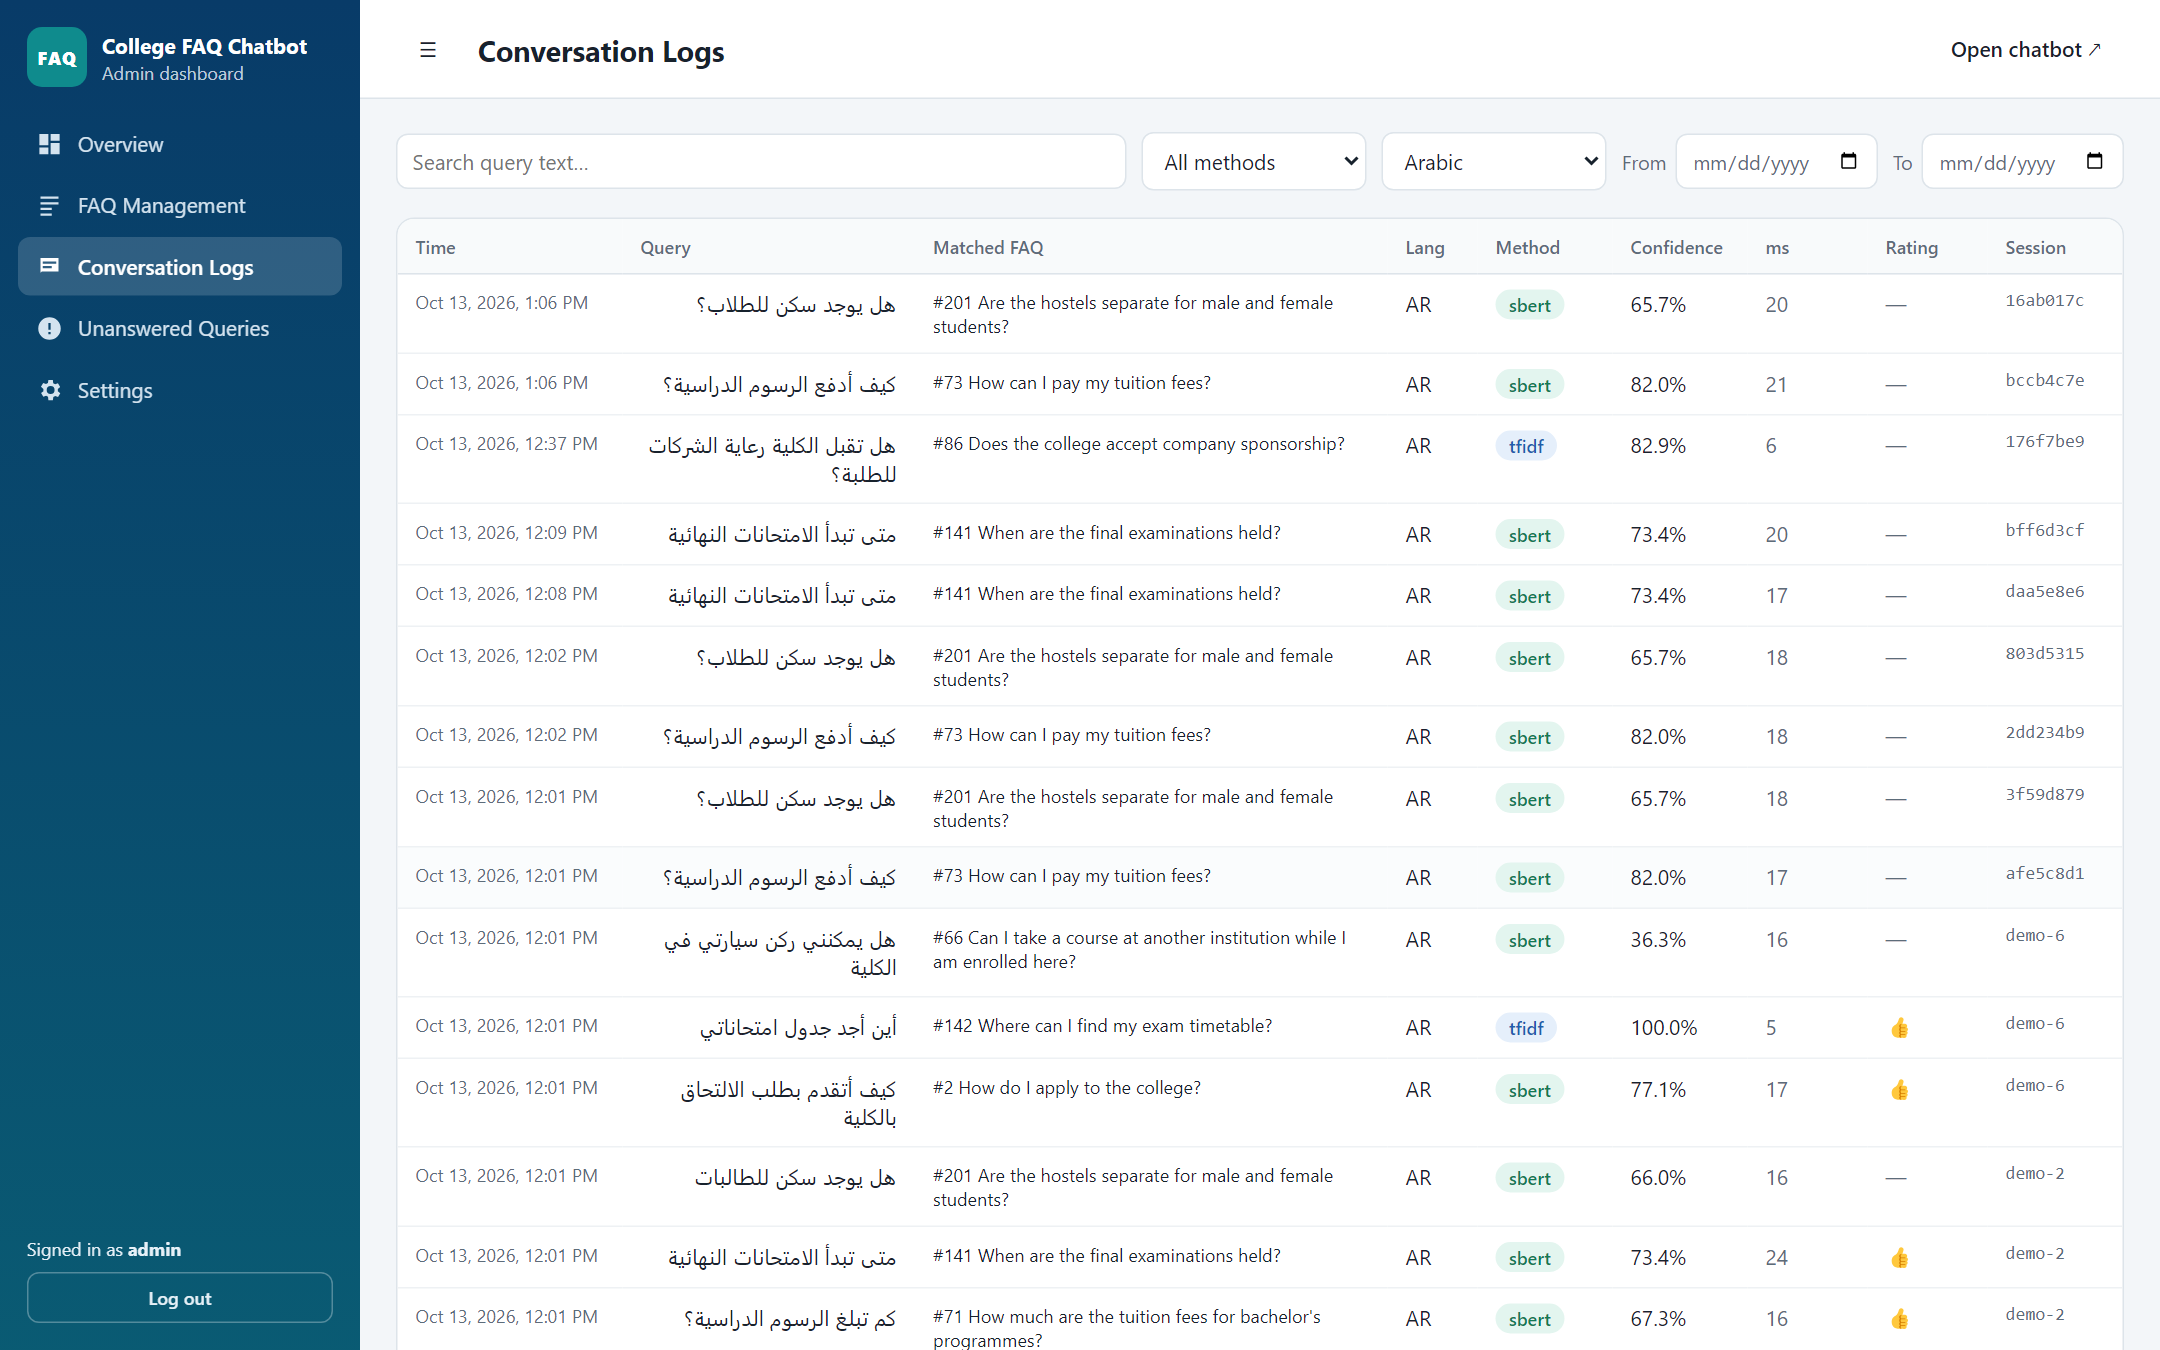 FAQ
College FAQ Chatbot
Admin dashboard
Overview
FAQ Management
Conversation Logs
Unanswered Queries
Settings
Signed in as admin
Log out
☰ Conversation Logs
Open chatbot ↗
Search query text...
All methods
Arabic
From mm/dd/yyyy
To mm/dd/yyyy
Time Query Matched FAQ Lang Method Confidence ms Rating Session
Oct 13, 2026, 1:06 PM هل يوجد سكن للطلاب؟ #201 Are the hostels separate for male and female AR sbert 65.7% 20 — 16ab017c
students?
Oct 13, 2026, 1:06 PM كيف أدفع الرسوم الدراسية؟ #73 How can I pay my tuition fees? AR sbert 82.0% 21 — bccb4c7e
Oct 13, 2026, 12:37 PM هل تقبل الكلية رعاية الشركات #86 Does the college accept company sponsorship? AR tfidf 82.9% 6 — 176f7be9
للطلبة؟
Oct 13, 2026, 12:09 PM متى تبدأ الامتحانات النهائية #141 When are the final examinations held? AR sbert 73.4% 20 — bff6d3cf
Oct 13, 2026, 12:08 PM متى تبدأ الامتحانات النهائية #141 When are the final examinations held? AR sbert 73.4% 17 — daa5e8e6
Oct 13, 2026, 12:02 PM هل يوجد سكن للطلاب؟ #201 Are the hostels separate for male and female AR sbert 65.7% 18 — 803d5315
students?
Oct 13, 2026, 12:02 PM كيف أدفع الرسوم الدراسية؟ #73 How can I pay my tuition fees? AR sbert 82.0% 18 — 2dd234b9
Oct 13, 2026, 12:01 PM هل يوجد سكن للطلاب؟ #201 Are the hostels separate for male and female AR sbert 65.7% 18 — 3f59d879
students?
Oct 13, 2026, 12:01 PM كيف أدفع الرسوم الدراسية؟ #73 How can I pay my tuition fees? AR sbert 82.0% 17 — afe5c8d1
Oct 13, 2026, 12:01 PM هل يمكنني ركن سيارتي في #66 Can I take a course at another institution while I AR sbert 36.3% 16 — demo-6
الكلية am enrolled here?
Oct 13, 2026, 12:01 PM أين أجد جدول امتحاناتي #142 Where can I find my exam timetable? AR tfidf 100.0% 5 👍 demo-6
Oct 13, 2026, 12:01 PM كيف أتقدم بطلب الالتحاق #2 How do I apply to the college? AR sbert 77.1% 17 👍 demo-6
بالكلية
Oct 13, 2026, 12:01 PM هل يوجد سكن للطالبات #201 Are the hostels separate for male and female AR sbert 66.0% 16 — demo-2
students?
Oct 13, 2026, 12:01 PM متى تبدأ الامتحانات النهائية #141 When are the final examinations held? AR sbert 73.4% 24 👍 demo-2
Oct 13, 2026, 12:01 PM كم تبلغ الرسوم الدراسية؟ #71 How much are the tuition fees for bachelor's AR sbert 67.3% 16 👍 demo-2
programmes?